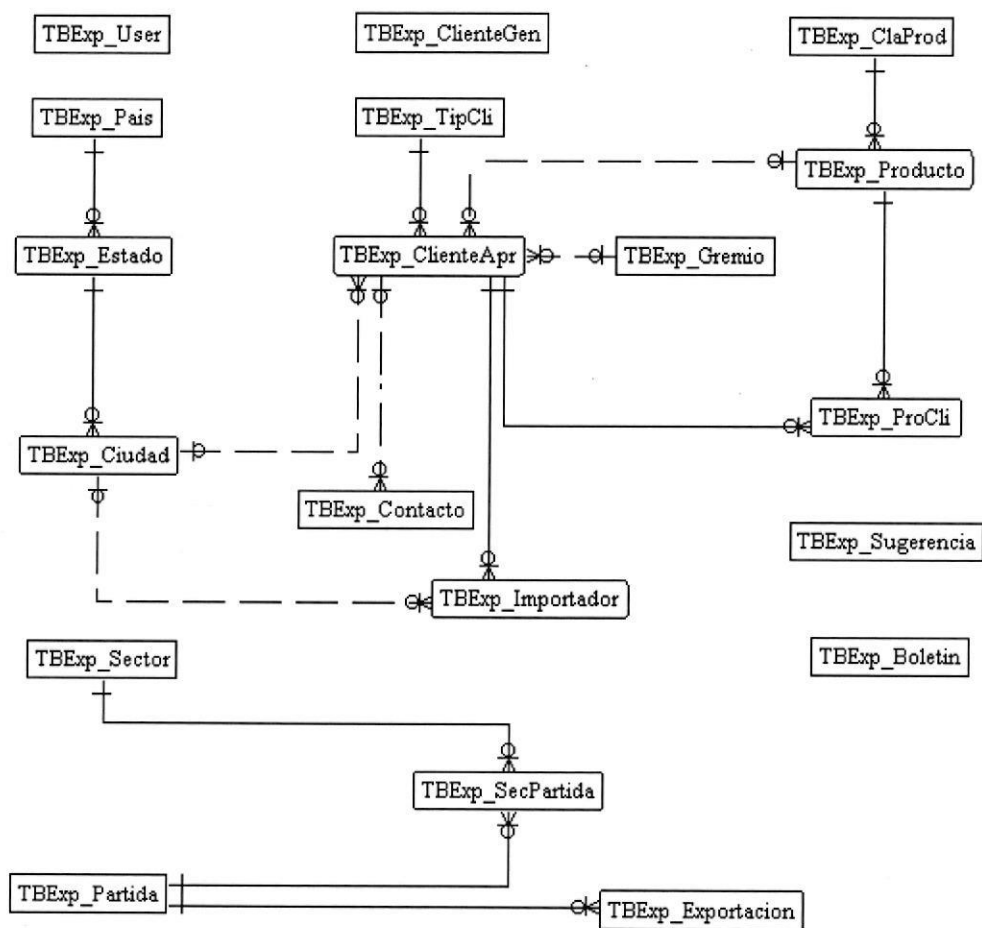 TBExp_User
TBExp_ClienteGen
TBExp_ClaProd
TBExp_Pais
TBExp_TipCli
TBExp_Producto
TBExp_Estado
TBExp_ClienteApr
TBExp_Gremio
TBExp_ProCli
TBExp_Ciudad
TBExp_Contacto
TBExp_Sugerencia
TBExp_Importador
TBExp_Sector
TBExp_Boletin
TBExp_SecPartida
TBExp_Partida
TBExp_Exportacion